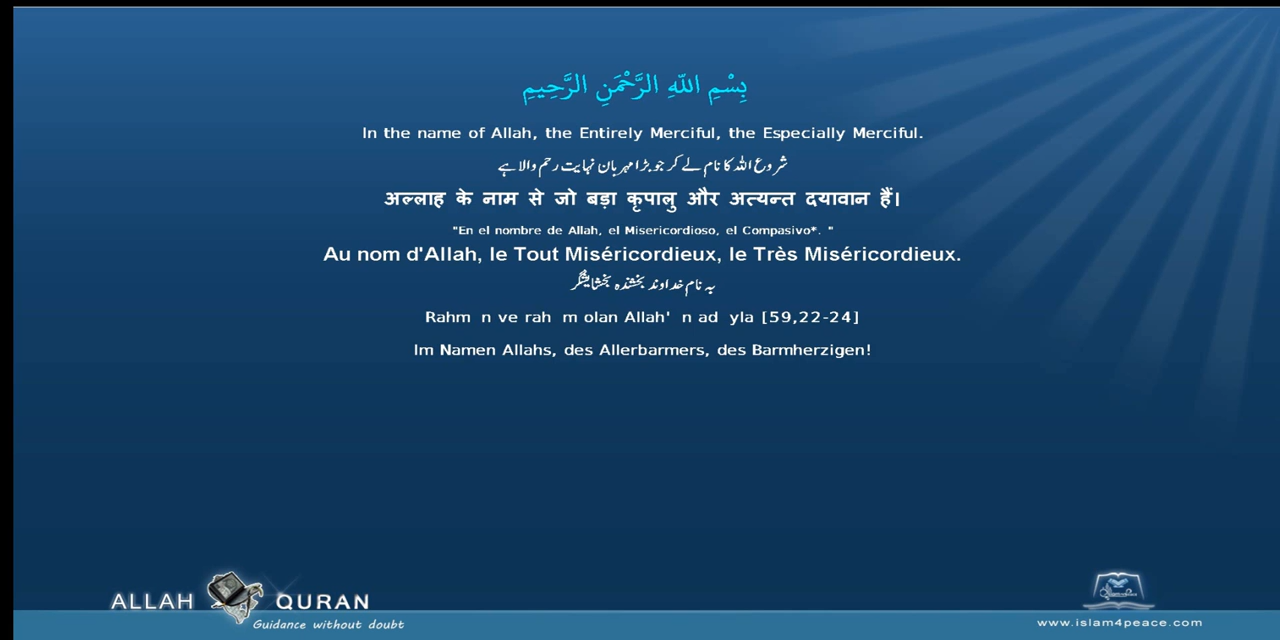 بِسْمِ اللّهِ الرَّحْمَنِ الرَّحِيمِ
In the name of Allah, the Entirely Merciful, the Especially Merciful.
شروع الله کا نام لے کر جو بڑا مہربان نہایت رحم والا ہے
अल्लाह के नाम से जो बड़ा कृपालु और अत्यन्त दयावान हैं।
"En el nombre de Allah, el Misericordioso, el Compasivo*. "
Au nom d'Allah, le Tout Miséricordieux, le Très Miséricordieux.
به نام خداوند بخشنده بخشایشگر
Rahm n ve rah m olan Allah' n ad yla [59,22-24]
Im Namen Allahs, des Allerbarmers, des Barmherzigen!
ALLAH QURAN
Guidance without doubt
www.islam4peace.com